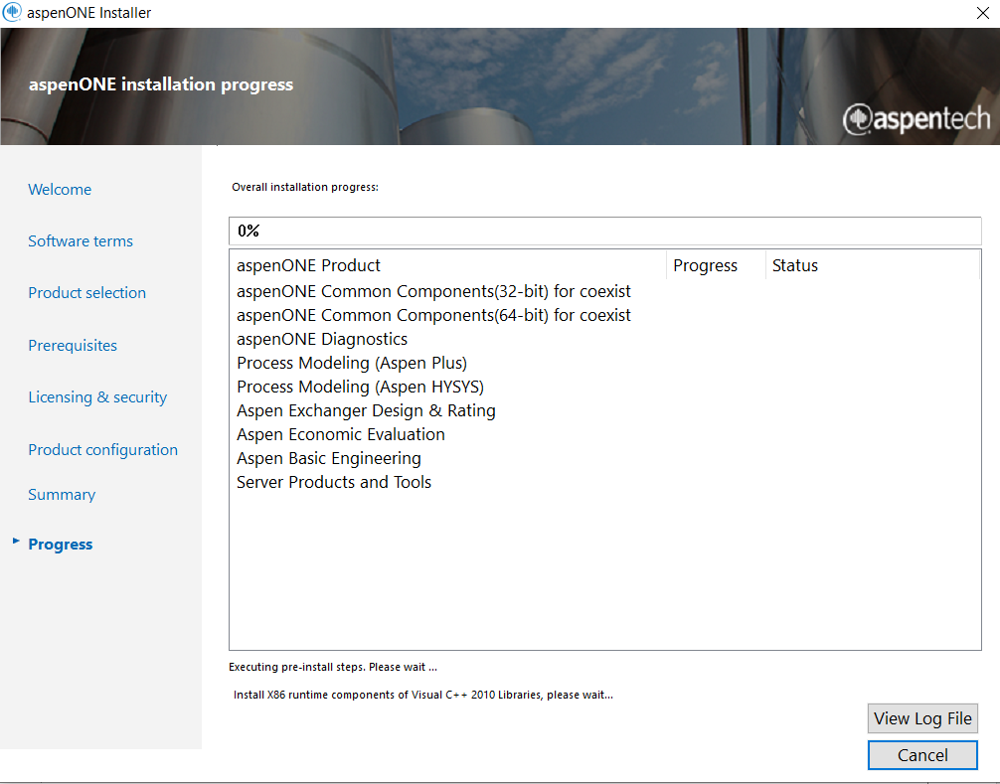 aspenONE Installer
aspenONE installation progress
aspentech
Welcome
Software terms
Product selection
Prerequisites
Licensing & security
Product configuration
Summary
Progress
Overall installation progress:
0%
aspenONE Product Progress Status
aspenONE Common Components(32-bit) for coexist
aspenONE Common Components(64-bit) for coexist
aspenONE Diagnostics
Process Modeling (Aspen Plus)
Process Modeling (Aspen HYSYS)
Aspen Exchanger Design & Rating
Aspen Economic Evaluation
Aspen Basic Engineering
Server Products and Tools
Executing pre-install steps. Please wait ...
Install X86 runtime components of Visual C++ 2010 Libraries, please wait...
View Log File
Cancel